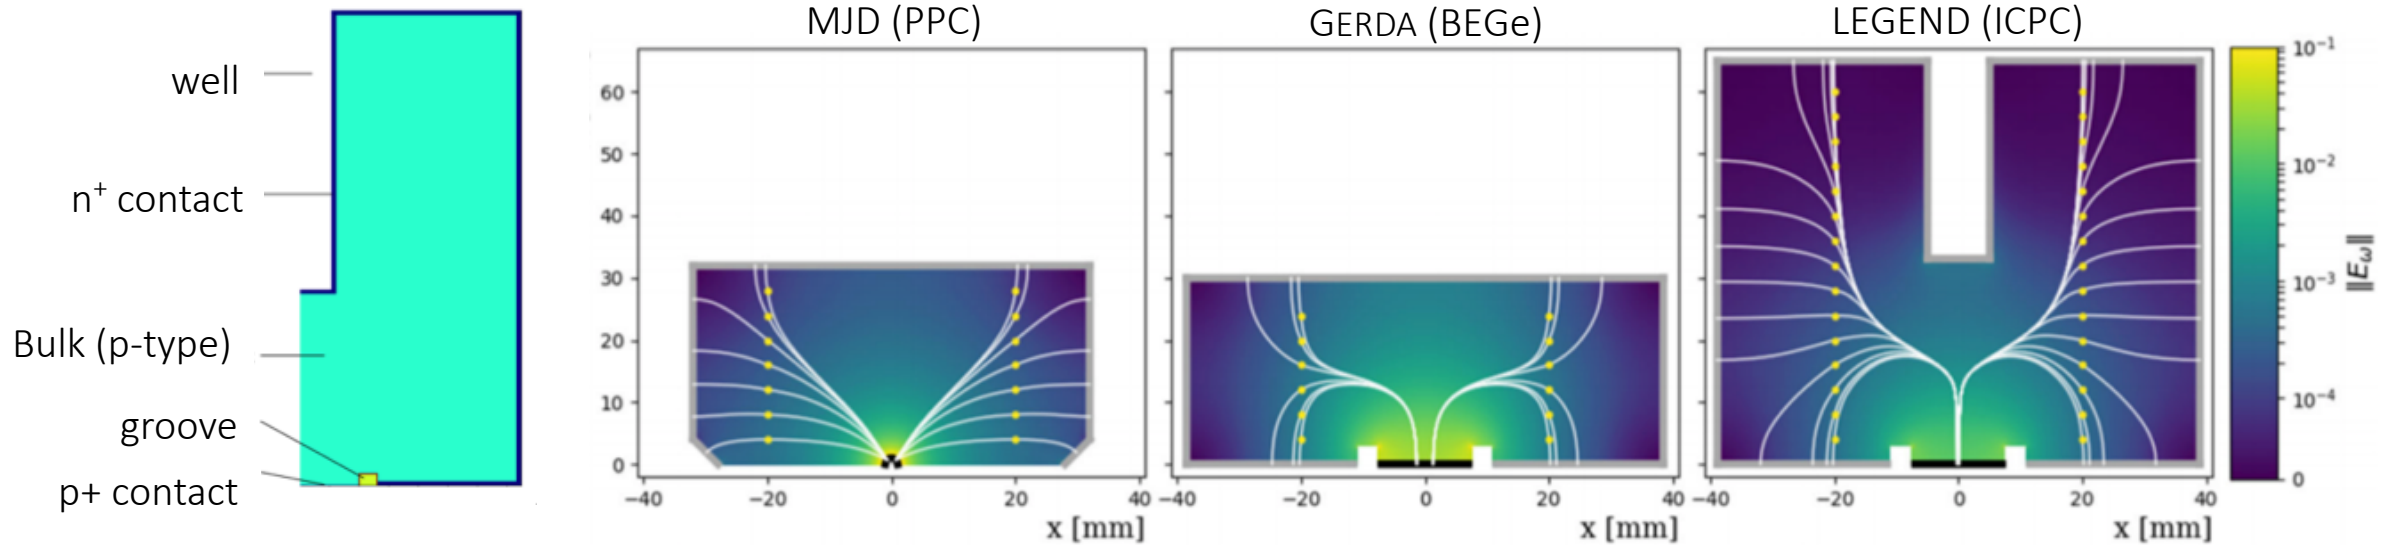 well
n⁺ contact
Bulk (p-type)
groove
p+ contact
MJD (PPC)
60
50
40
30
20
10
0
−40
−20
0
20
40
x [mm]
GERDA (BEGe)
−40
−20
0
20
40
x [mm]
LEGEND (ICPC)
−40
−20
0
20
40
x [mm]
10⁻¹
10⁻²
10⁻³
10⁻⁴
0
‖Eω‖